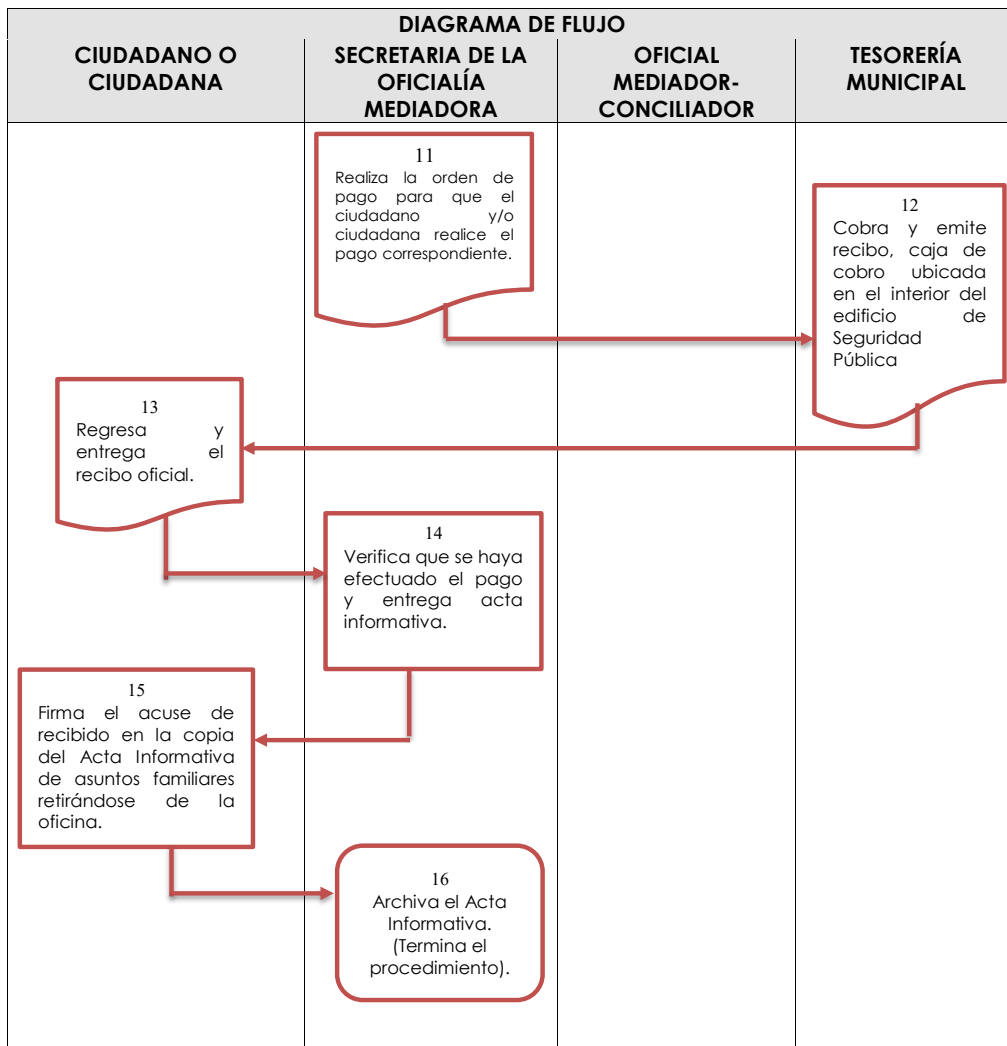 DIAGRAMA DE FLUJO
CIUDADANO O
CIUDADANA
SECRETARIA DE LA
OFICIALÍA
MEDIADORA
OFICIAL
MEDIADOR-
CONCILIADOR
TESORERÍA
MUNICIPAL
11
Realiza la orden de
pago para que el
ciudadano y/o
ciudadana realice el
pago correspondiente.
12
Cobra y emite
recibo, caja de
cobro ubicada
en el interior del
edificio de
Seguridad
Pública
13
Regresa y
entrega el
recibo oficial.
14
Verifica que se haya
efectuado el pago
y entrega acta
informativa.
15
Firma el acuse de
recibido en la copia
del Acta Informativa
de asuntos familiares
retirándose de la
oficina.
16
Archiva el Acta
Informativa.
(Termina el
procedimiento).